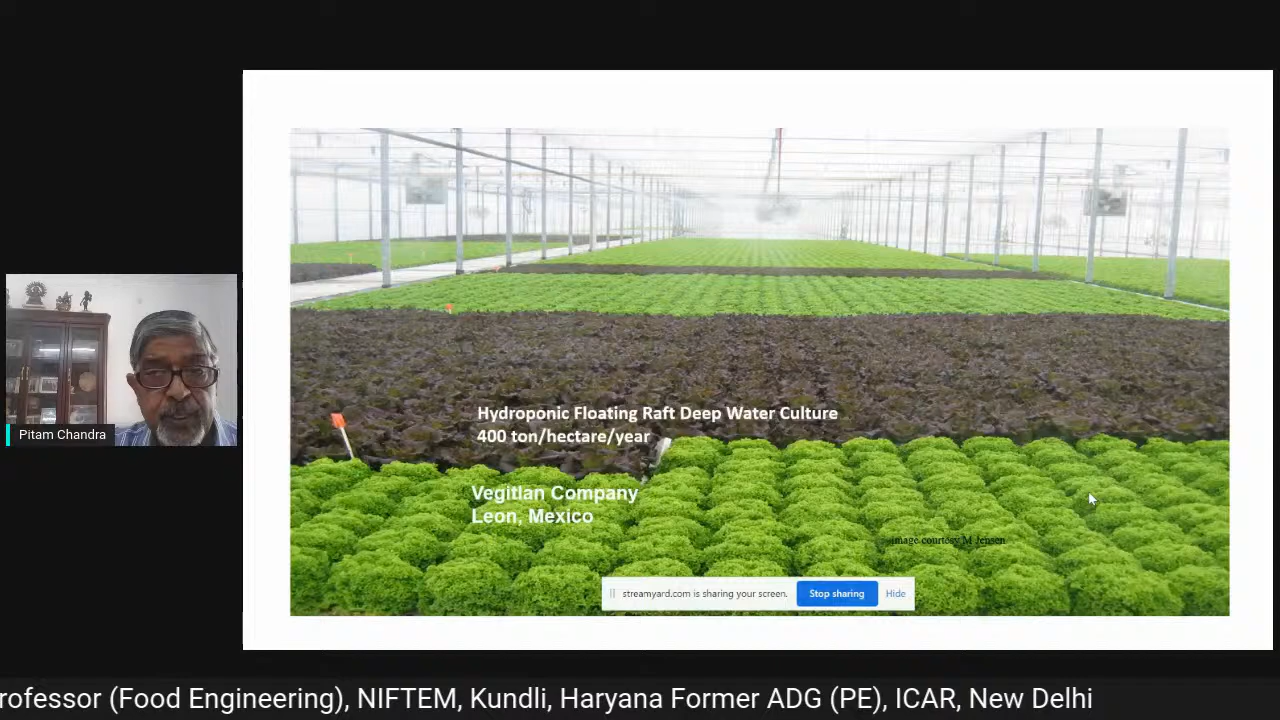 Hydroponic Floating Raft Deep Water Culture
400 ton/hectare/year
Pitam Chandra
Vegitlan Company
Leon, Mexico
Image courtesy M Jensen
streamyard.com is sharing your screen.
Stop sharing
Hide
rofessor (Food Engineering), NIFTEM, Kundli, Haryana Former ADG (PE), ICAR, New Delhi